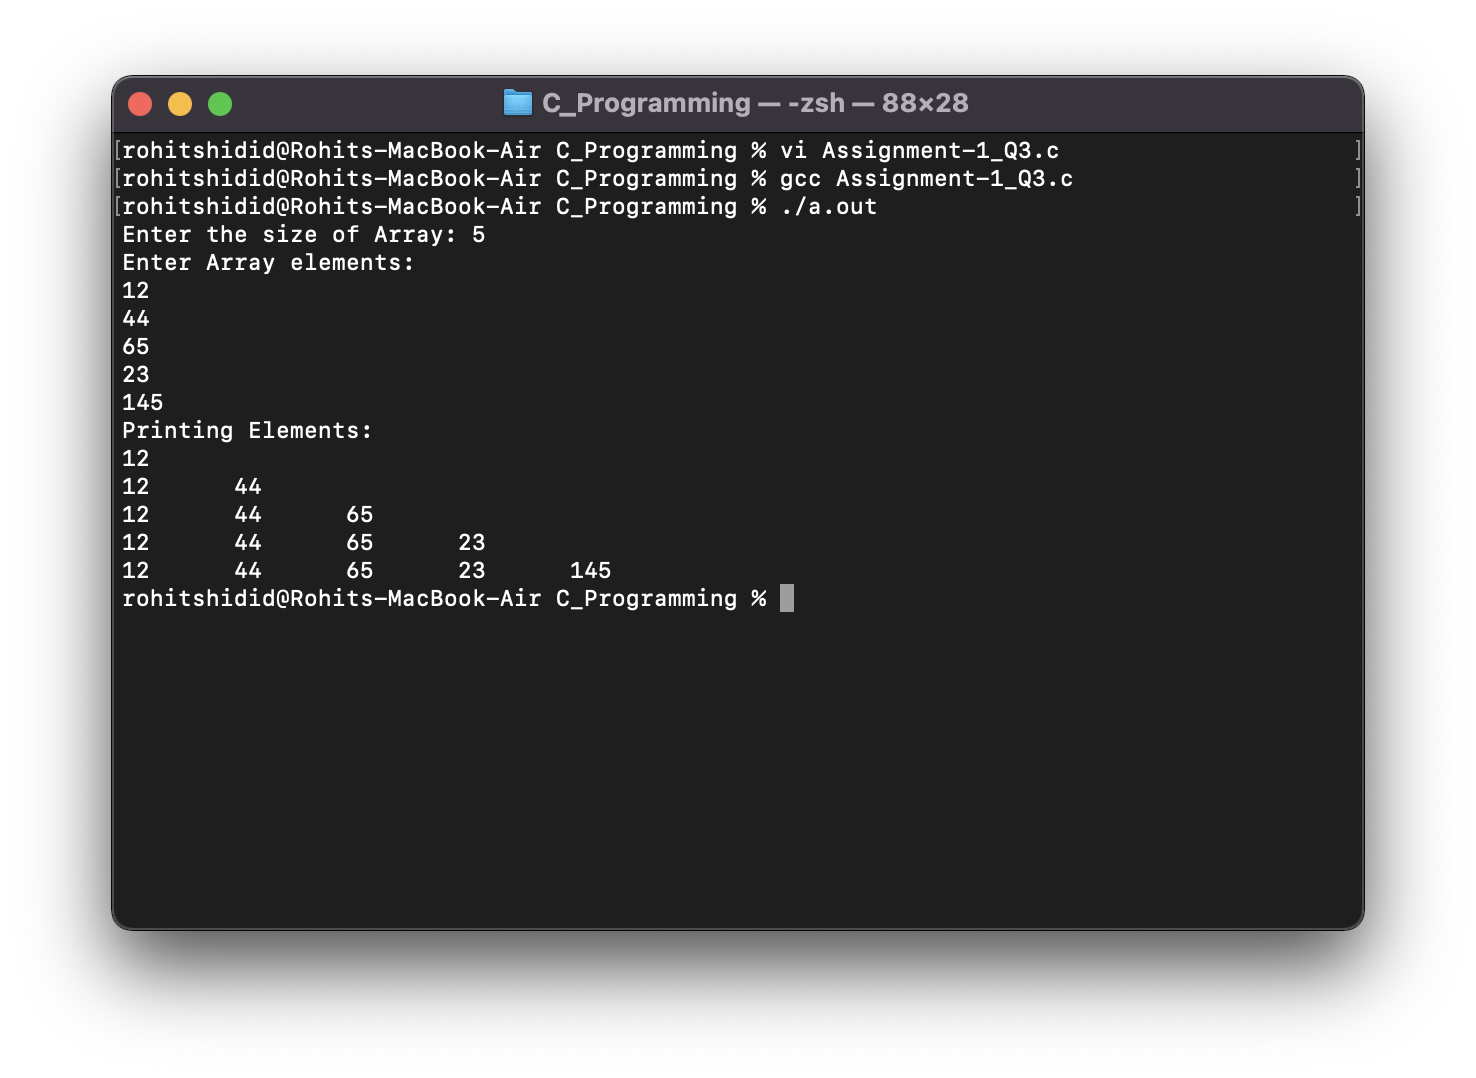 C_Programming — -zsh — 88×28
[rohitshidid@Rohits-MacBook-Air C_Programming % vi Assignment-1_Q3.c ]
[rohitshidid@Rohits-MacBook-Air C_Programming % gcc Assignment-1_Q3.c ]
[rohitshidid@Rohits-MacBook-Air C_Programming % ./a.out ]
Enter the size of Array: 5
Enter Array elements:
12
44
65
23
145
Printing Elements:
12
12 44
12 44 65
12 44 65 23
12 44 65 23 145
rohitshidid@Rohits-MacBook-Air C_Programming %